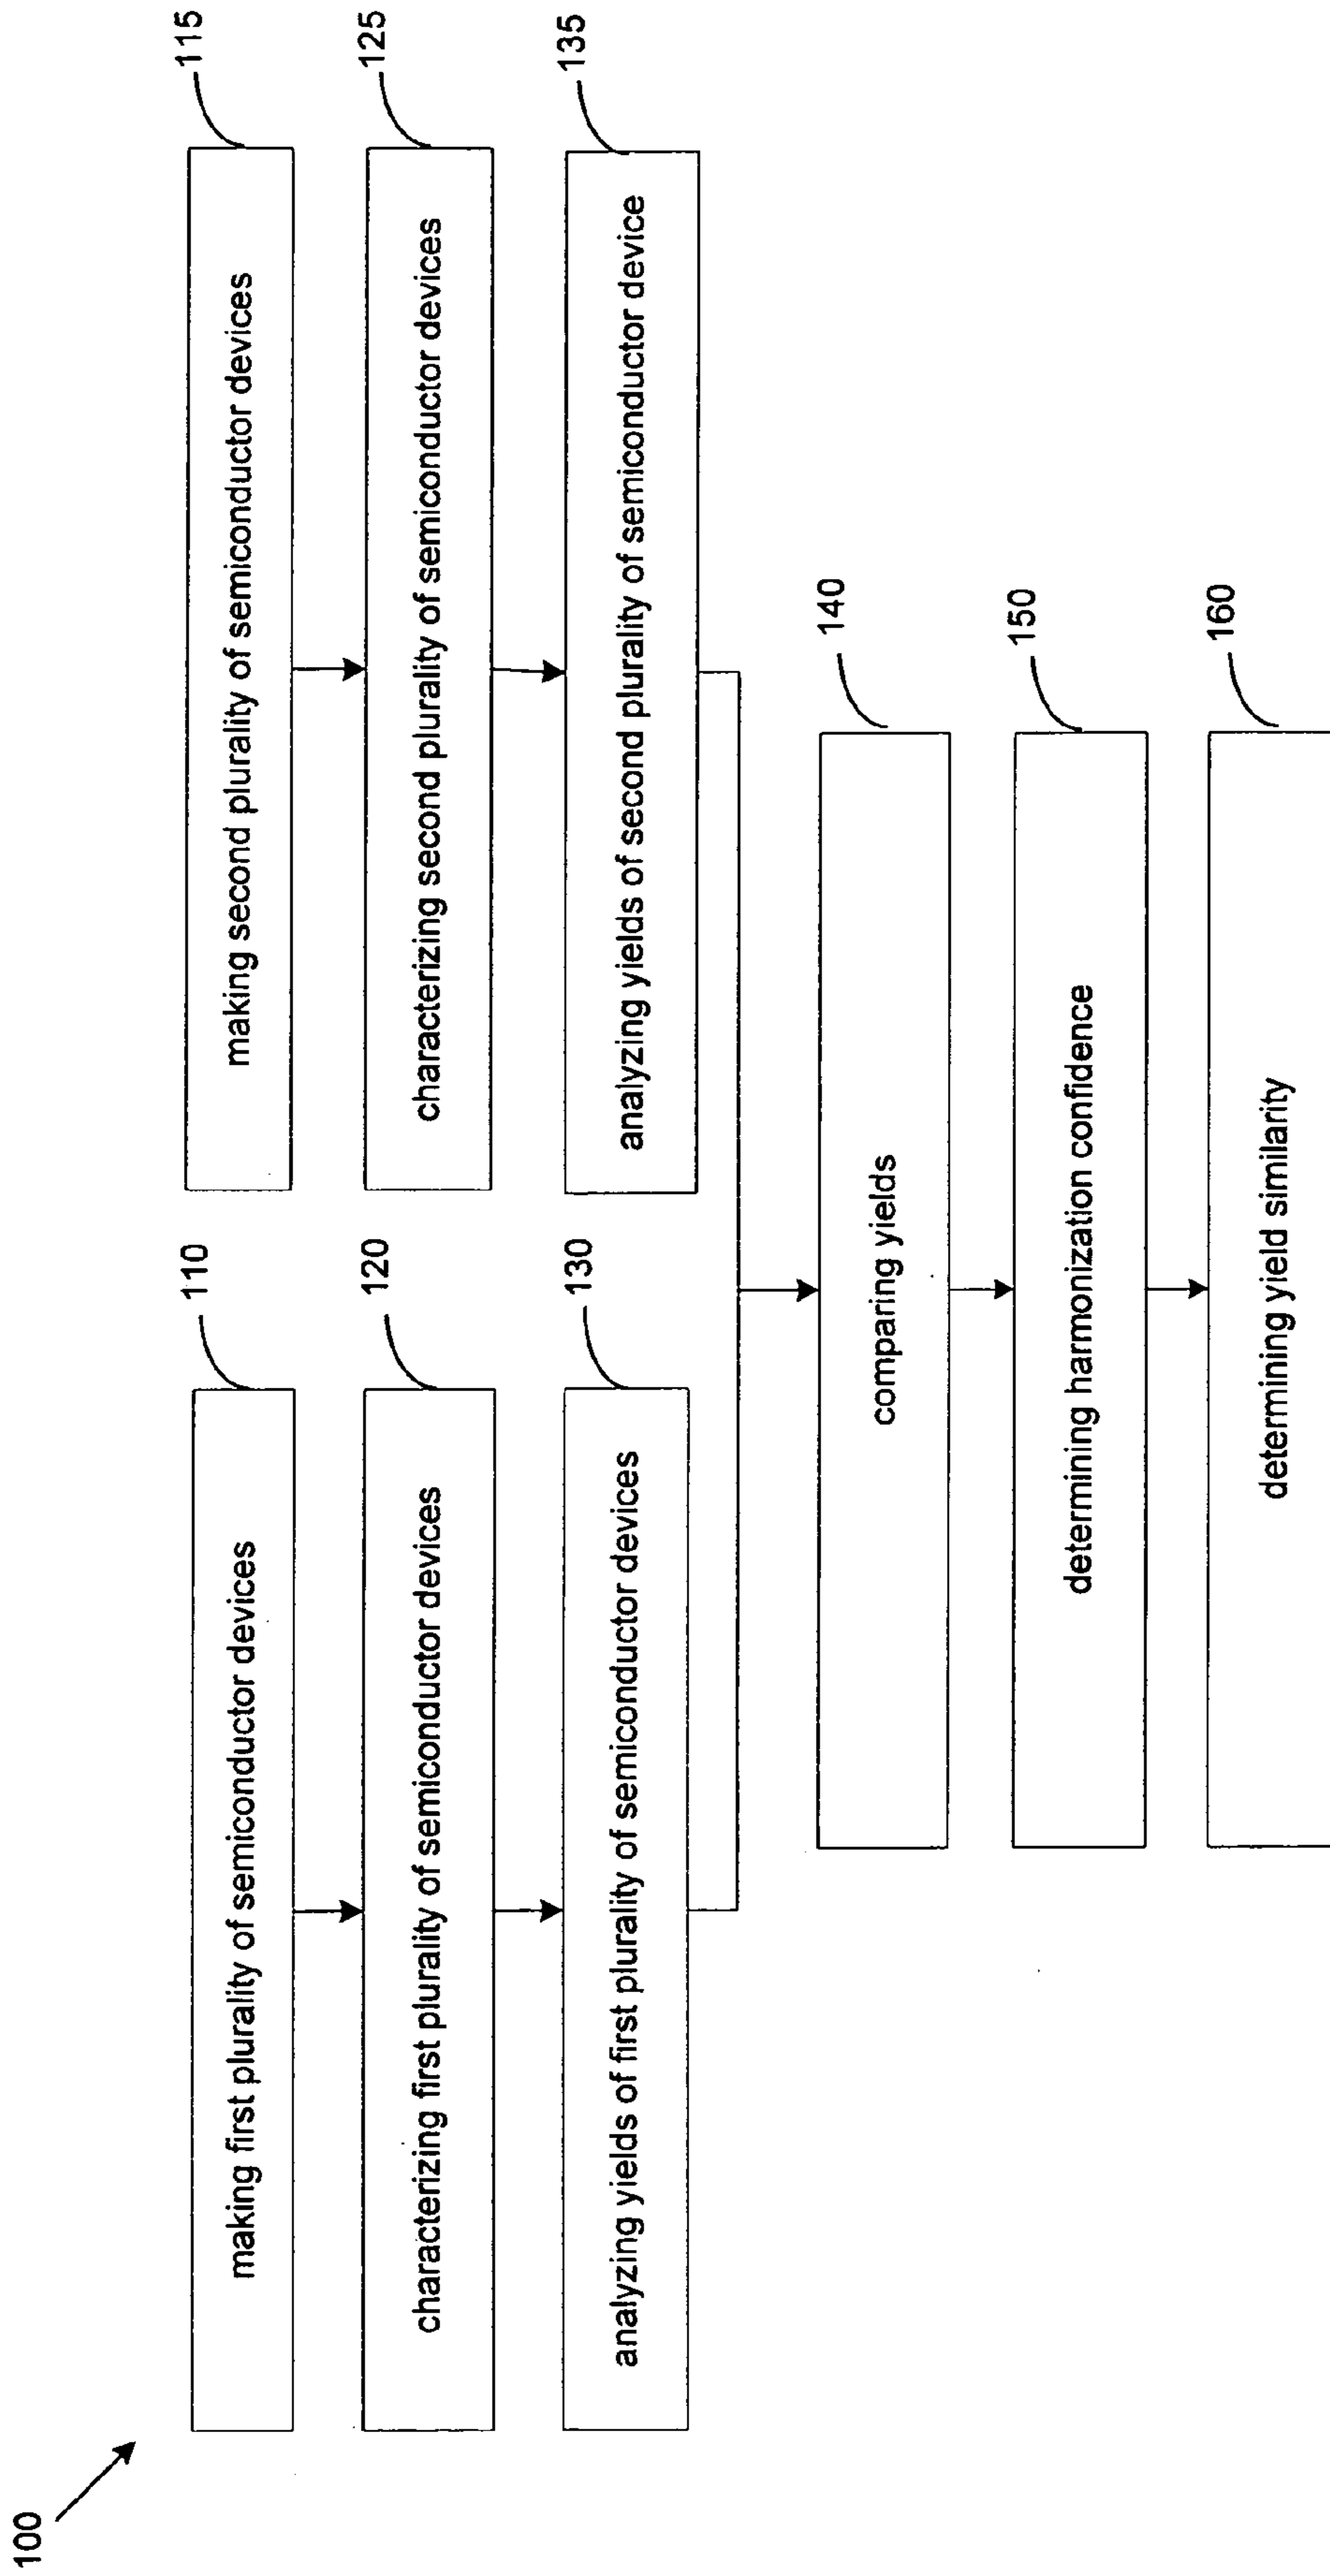 100
making first plurality of semiconductor devices
110
making second plurality of semiconductor devices
115
characterizing first plurality of semiconductor devices
120
characterizing second plurality of semiconductor devices
125
analyzing yields of first plurality of semiconductor devices
130
analyzing yields of second plurality of semiconductor device
135
comparing yields
140
determining harmonization confidence
150
determining yield similarity
160